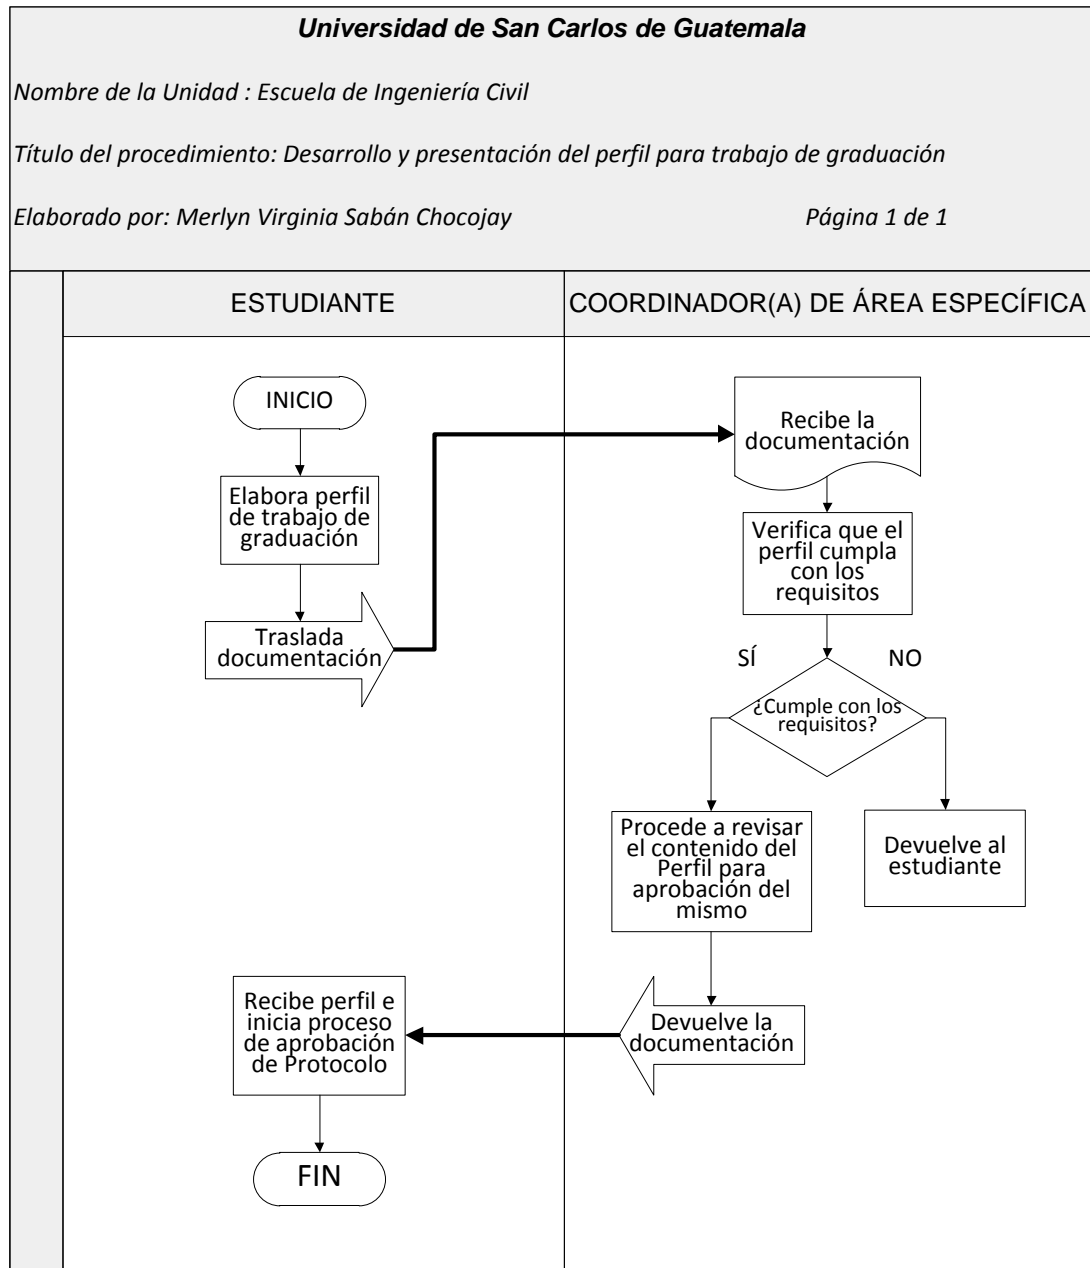 Universidad de San Carlos de Guatemala
Nombre de la Unidad : Escuela de Ingeniería Civil
Título del procedimiento: Desarrollo y presentación del perfil para trabajo de graduación
Elaborado por: Merlyn Virginia Sabán Chocojay Página 1 de 1
ESTUDIANTE
COORDINADOR(A) DE ÁREA ESPECÍFICA
INICIO
Elabora perfil
de trabajo de
graduación
Traslada
documentación
Recibe la
documentación
Verifica que el
perfil cumpla
con los
requisitos
SÍ
NO
¿Cumple con los
requisitos?
Procede a revisar
el contenido del
Perfil para
aprobación del
mismo
Devuelve al
estudiante
Devuelve la
documentación
Recibe perfil e
inicia proceso
de aprobación
de Protocolo
FIN